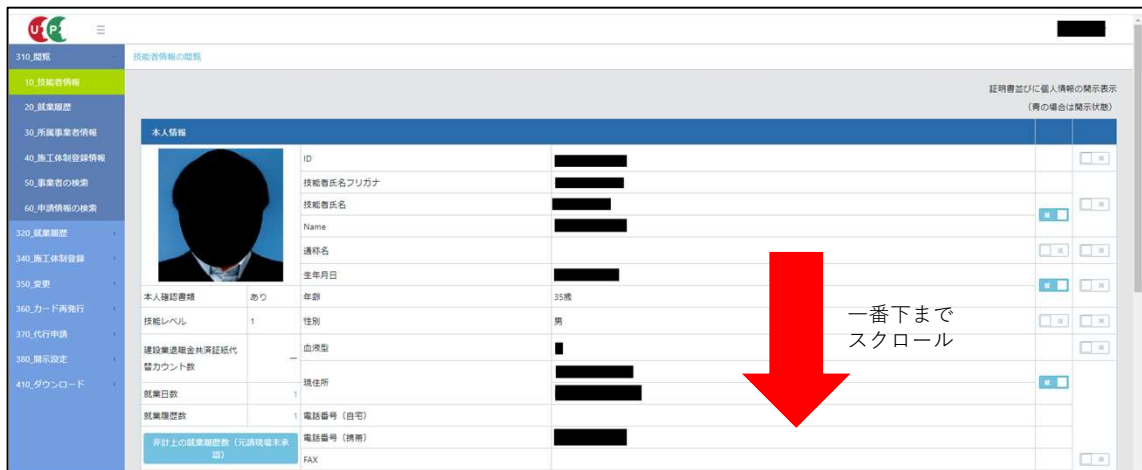 310_閲覧
技能者情報の閲覧
10_技能者情報
20_就業履歴
30_所属事業者情報
40_施工体制登録情報
50_事業者の検索
60_申請情報の検索
320_就業履歴
340_施工体制登録
350_変更
360_カード再発行
370_代行申請
380_開示設定
410_ダウンロード
証明書並びに個人情報の開示表示
(青の場合は開示状態)
本人情報
ID
技能者氏名フリガナ
技能者氏名
Name
通称名
生年月日
本人確認書類 あり
年齢 35歳
技能レベル 1
性別 男
建設業退職金共済証紙代
替カウント数 —
血液型
現住所
就業日数 1
就業履歴数 1
電話番号(自宅)
非計上の就業履歴数(元請現場未承
認)
電話番号(携帯)
FAX
一番下まで
スクロール